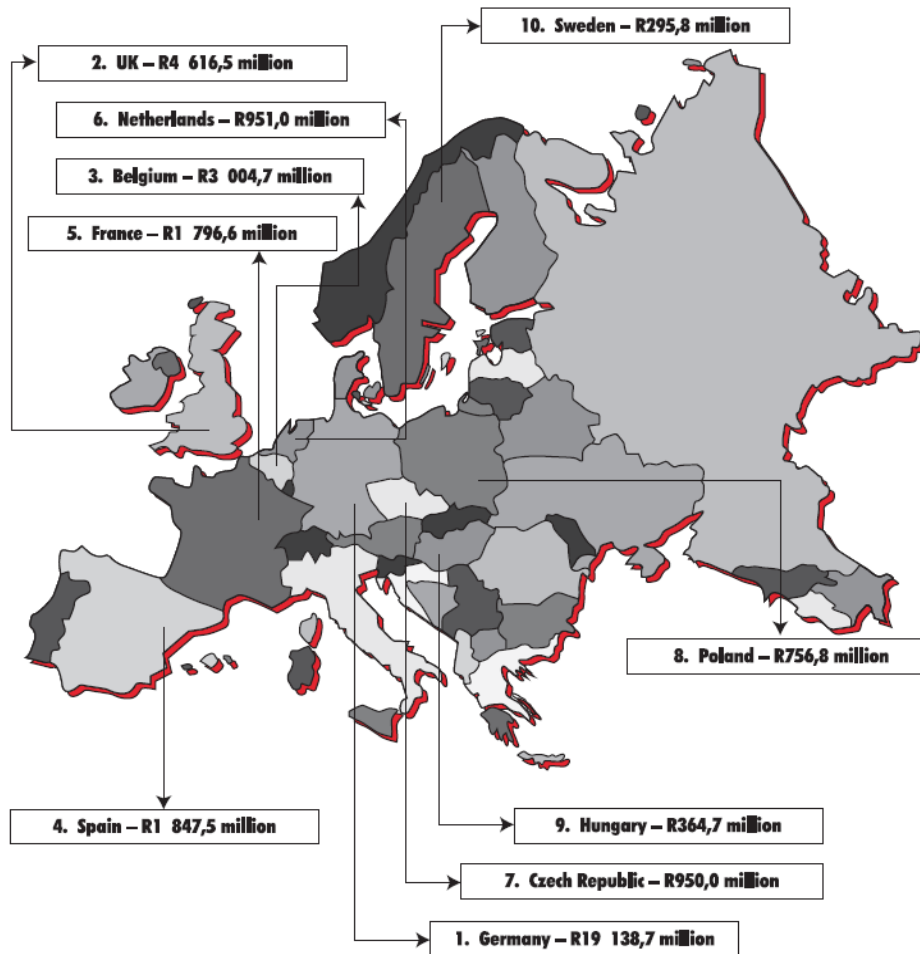 10. Sweden – R295,8 million
2. UK – R4 616,5 million
6. Netherlands – R951,0 million
3. Belgium – R3 004,7 million
5. France – R1 796,6 million
8. Poland – R756,8 million
4. Spain – R1 847,5 million
9. Hungary – R364,7 million
7. Czech Republic – R950,0 million
1. Germany – R19 138,7 million